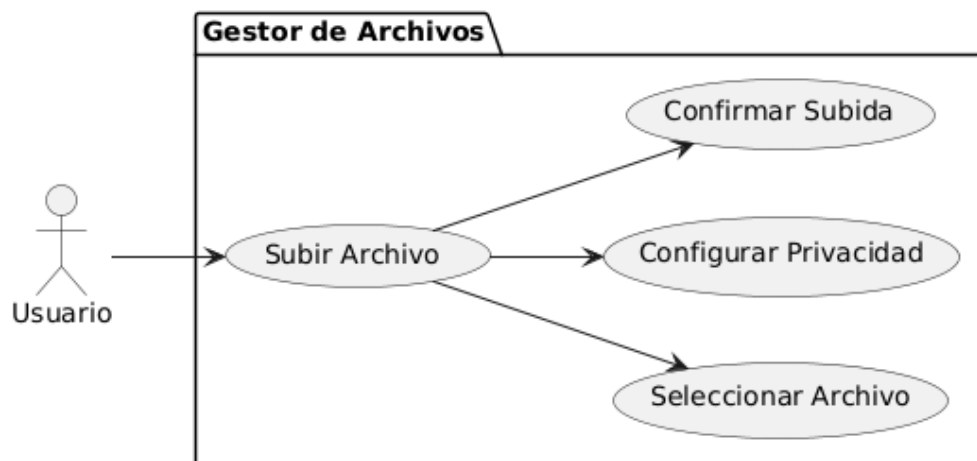 Gestor de Archivos
Confirmar Subida
Subir Archivo
Configurar Privacidad
Usuario
Seleccionar Archivo